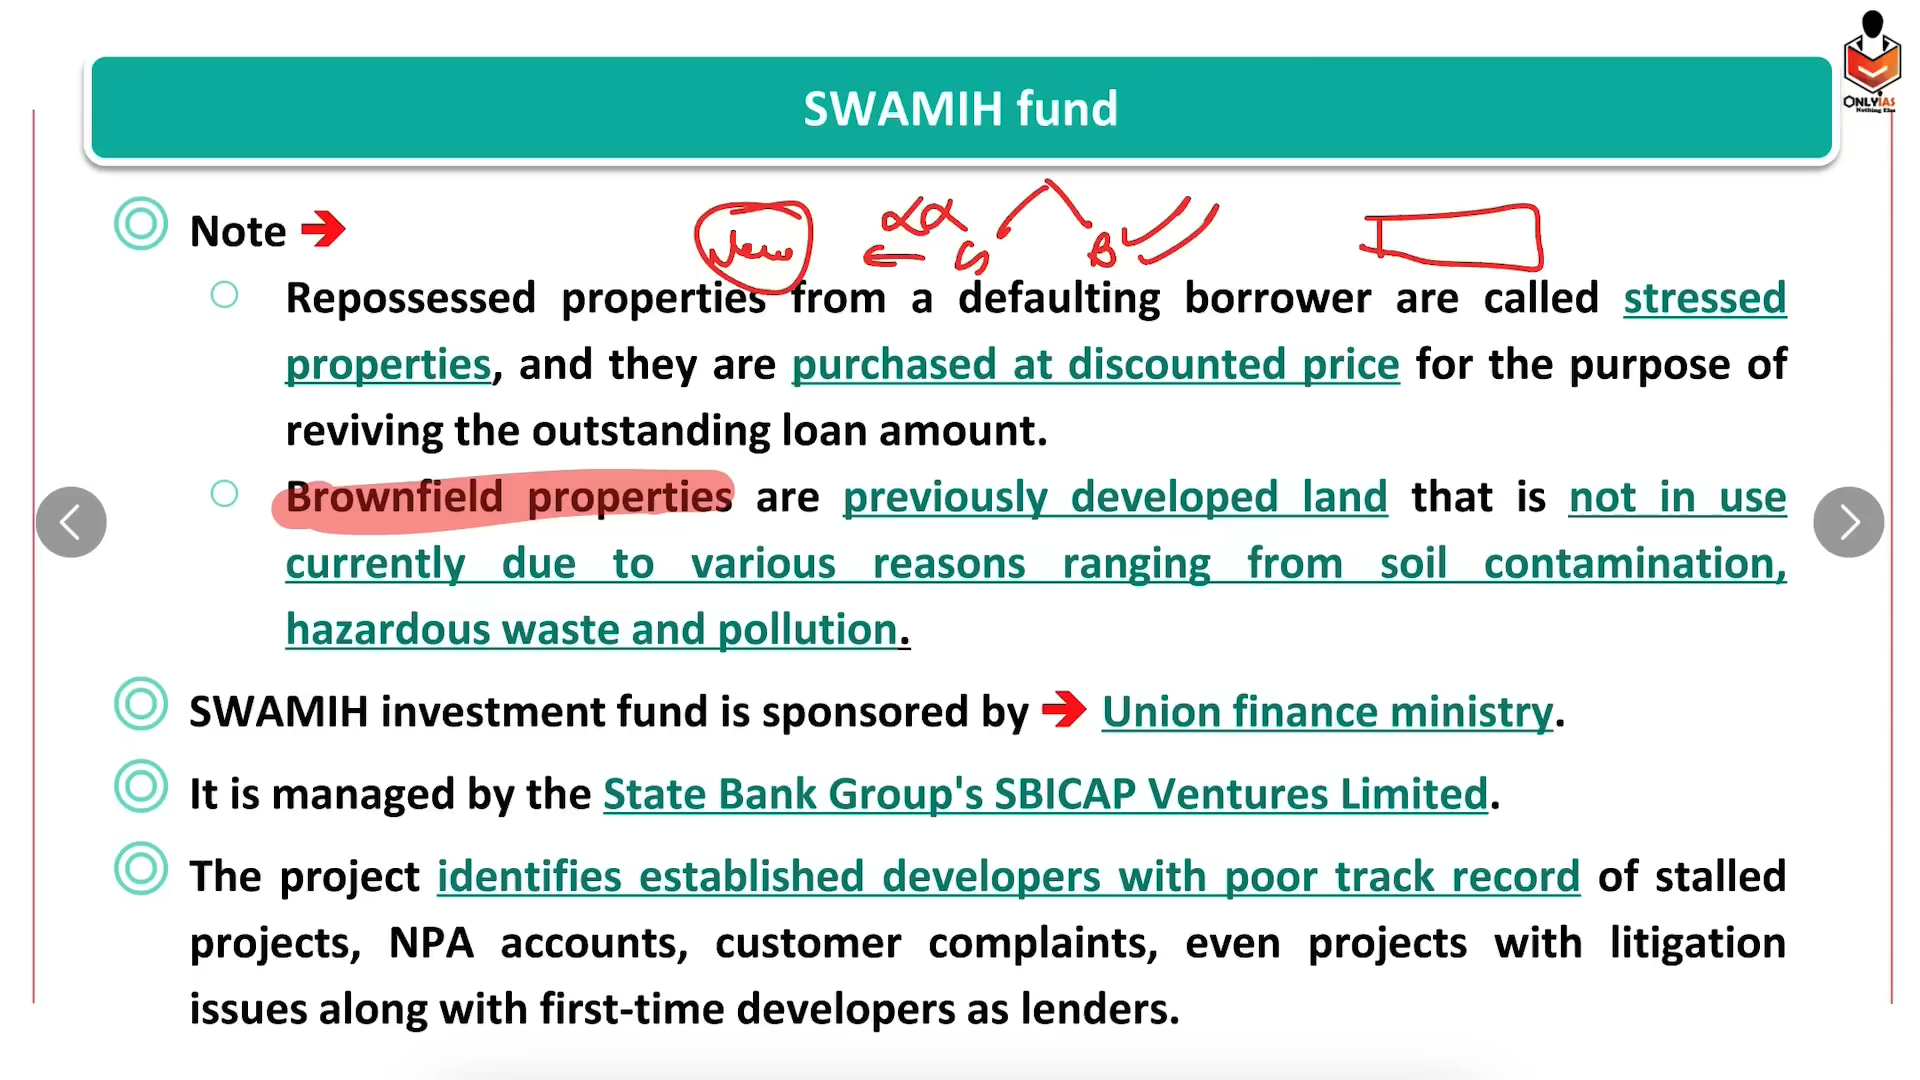 SWAMIH fund
ONLYIAS
Nothing Else
Note
New
G
B
Repossessed properties from a defaulting borrower are called stressed
properties, and they are purchased at discounted price for the purpose of
reviving the outstanding loan amount.
Brownfield properties are previously developed land that is not in use
currently due to various reasons ranging from soil contamination,
hazardous waste and pollution.
SWAMIH investment fund is sponsored by ➔ Union finance ministry.
It is managed by the State Bank Group's SBICAP Ventures Limited.
The project identifies established developers with poor track record of stalled
projects, NPA accounts, customer complaints, even projects with litigation
issues along with first-time developers as lenders.